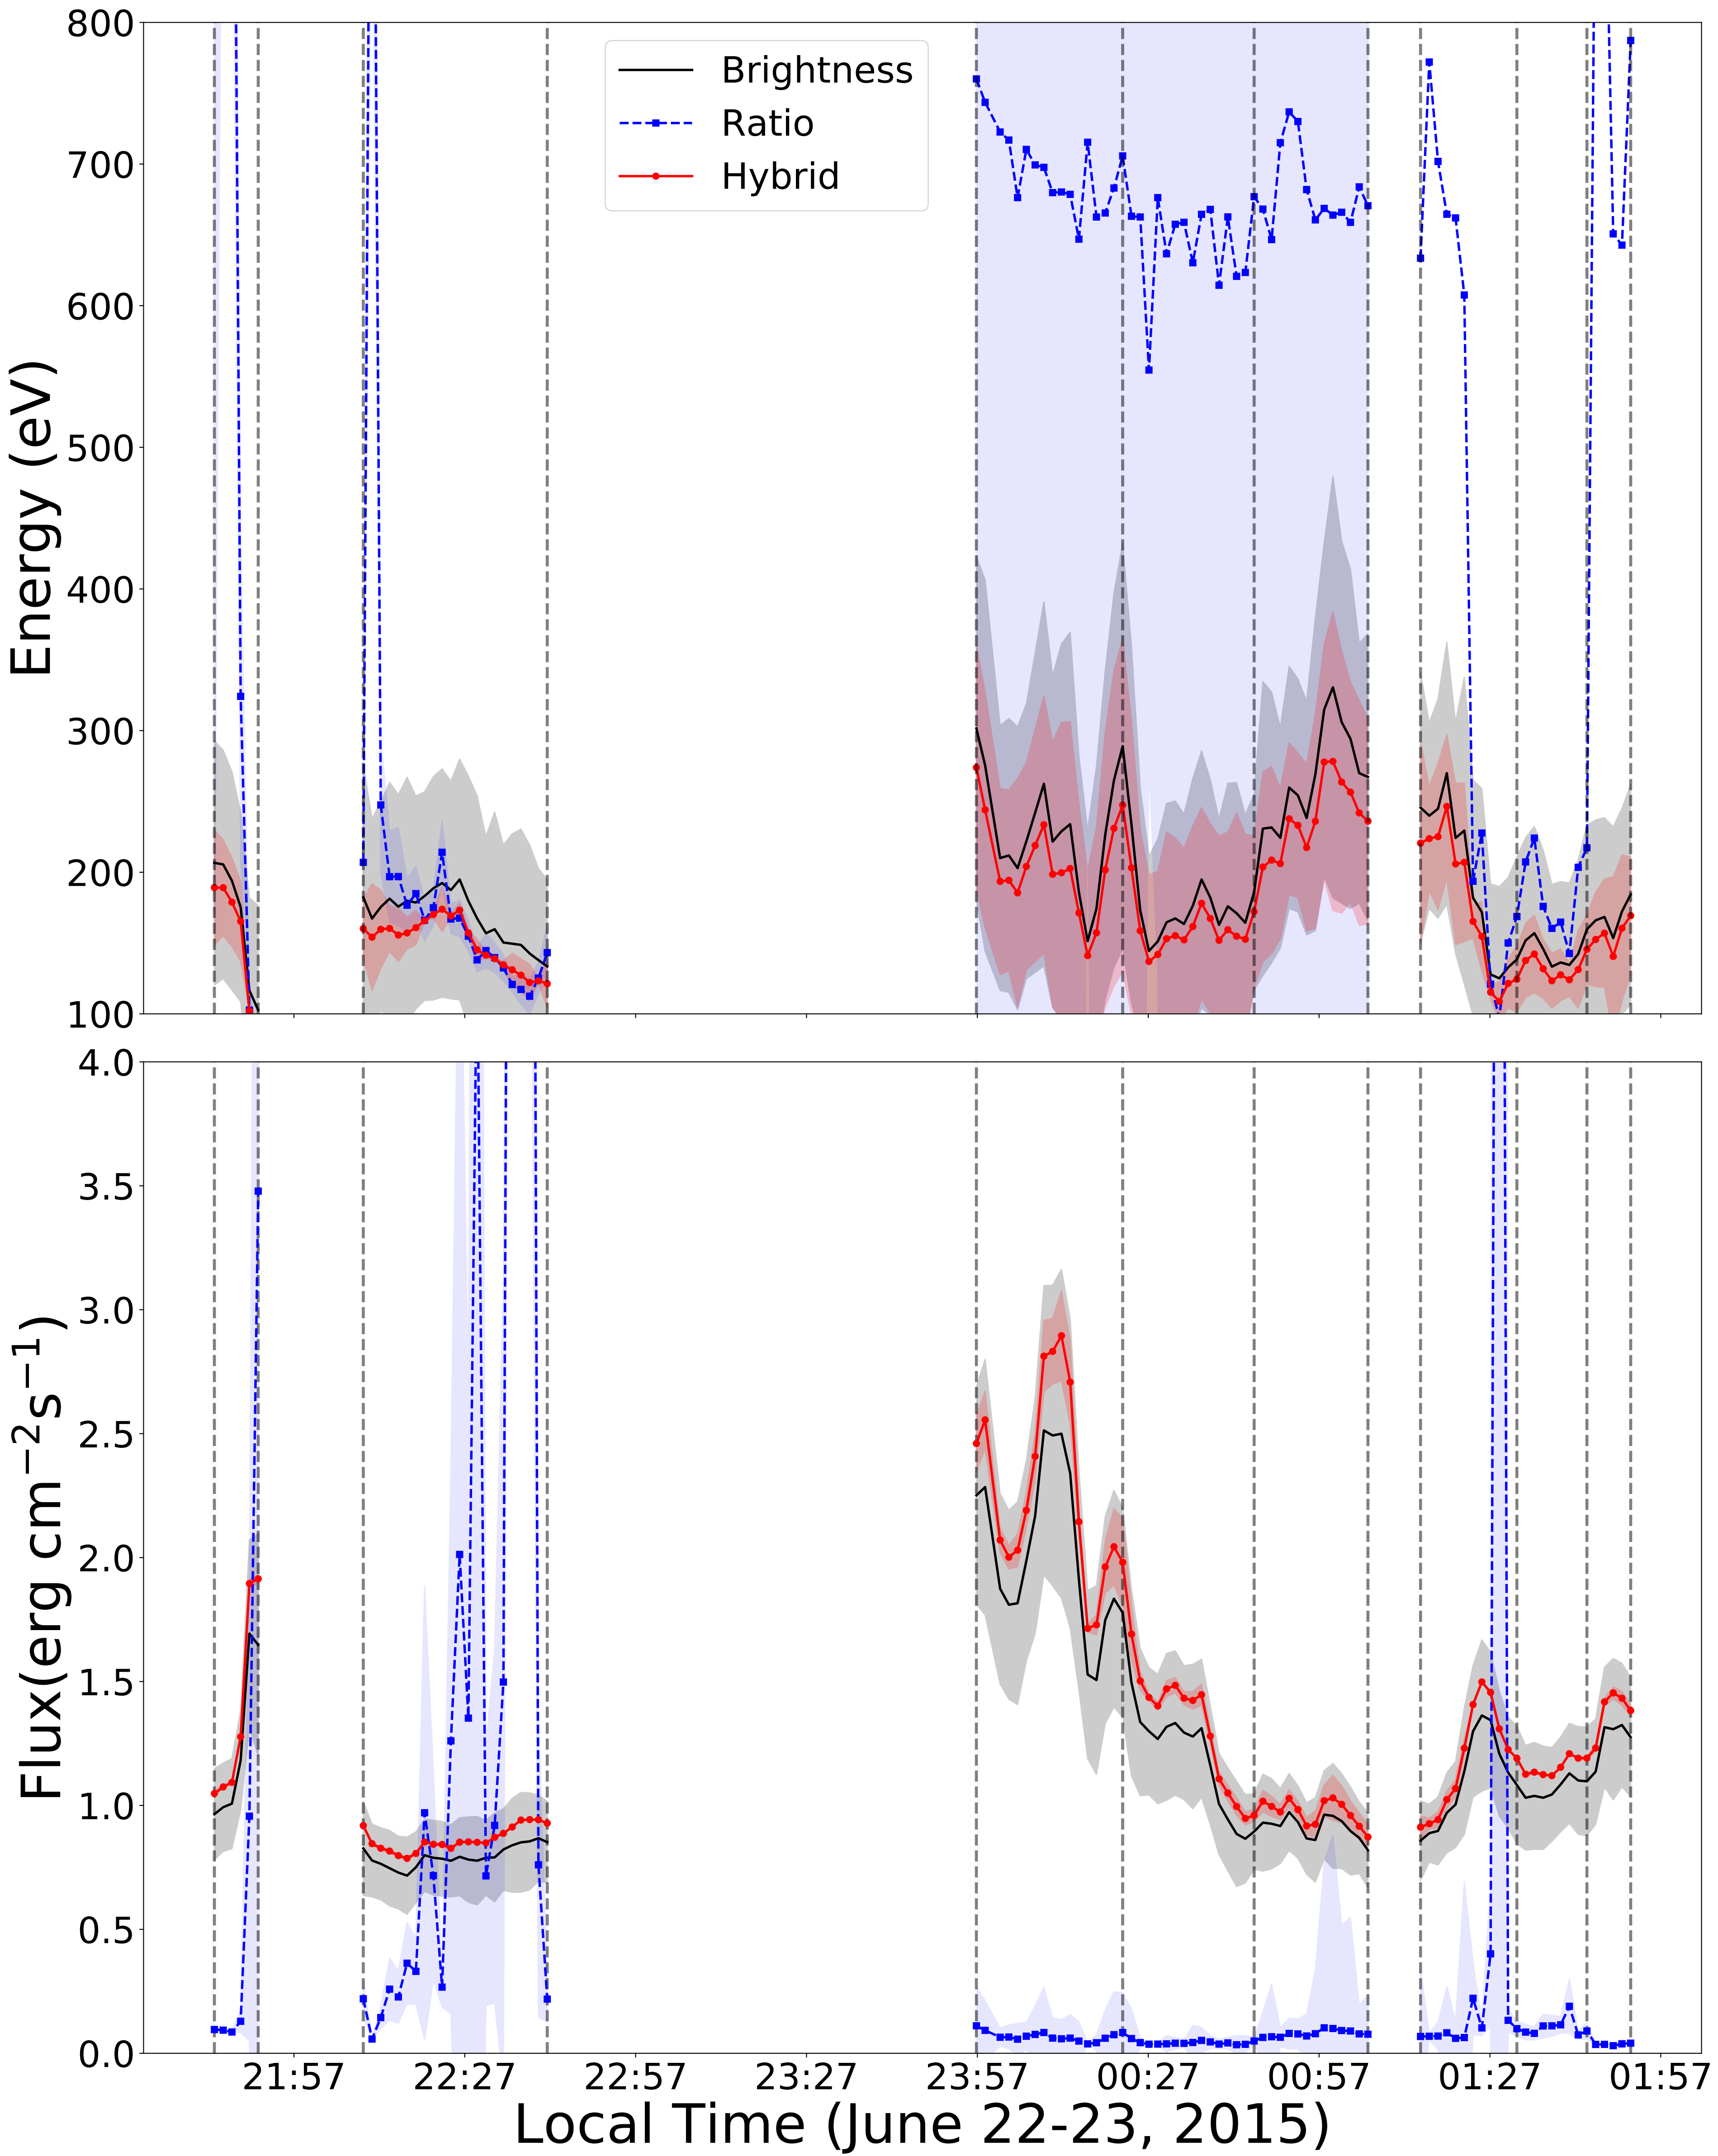 800
700
600
500
400
300
200
100
Energy (eV)
Brightness
Ratio
Hybrid
4.0
3.5
3.0
2.5
2.0
1.5
1.0
0.5
0.0
Flux(erg cm⁻²s⁻¹)
21:57 22:27 22:57 23:27 23:57 00:27 00:57 01:27 01:57
Local Time (June 22-23, 2015)